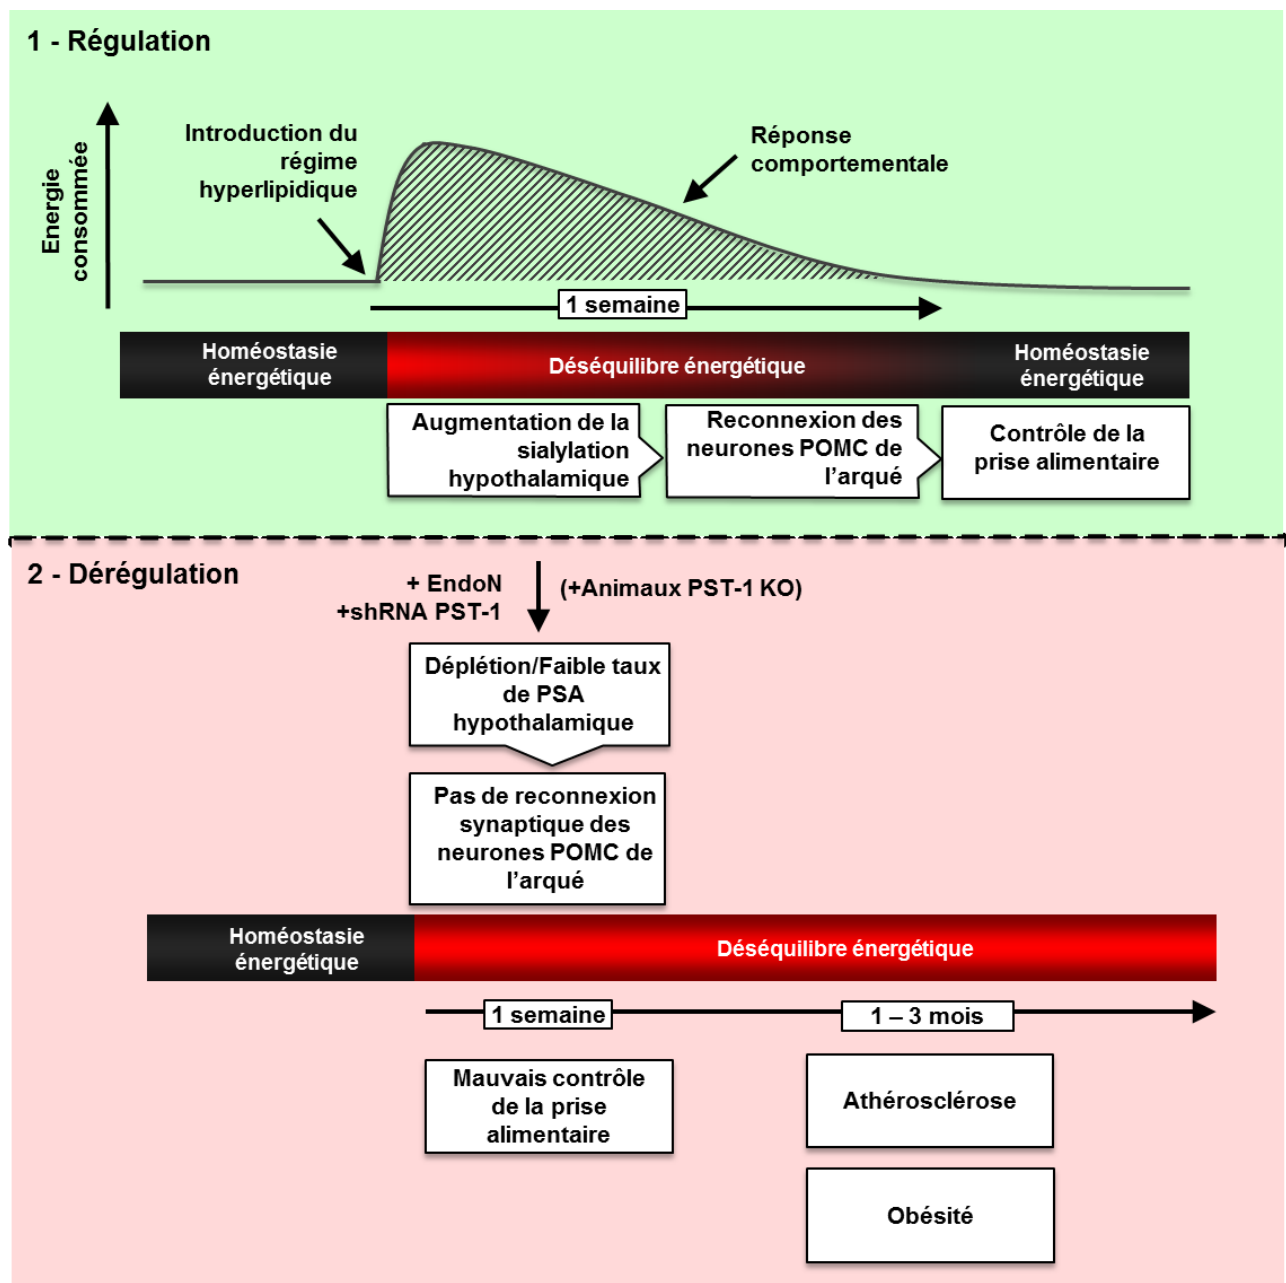 1 - Régulation
Energie
consommée
Introduction du
régime
hyperlipidique
Réponse
comportementale
1 semaine
Homéostasie
énergétique
Déséquilibre énergétique
Homéostasie
énergétique
Augmentation de la
sialylation
hypothalamique
Reconnexion des
neurones POMC de
l'arqué
Contrôle de la
prise alimentaire
2 - Dérégulation
+ EndoN
+shRNA PST-1
(+Animaux PST-1 KO)
Déplétion/Faible taux
de PSA
hypothalamique
Pas de reconnexion
synaptique des
neurones POMC de
l'arqué
Homéostasie
énergétique
Déséquilibre énergétique
1 semaine
1 – 3 mois
Mauvais contrôle
de la prise
alimentaire
Athérosclérose
Obésité